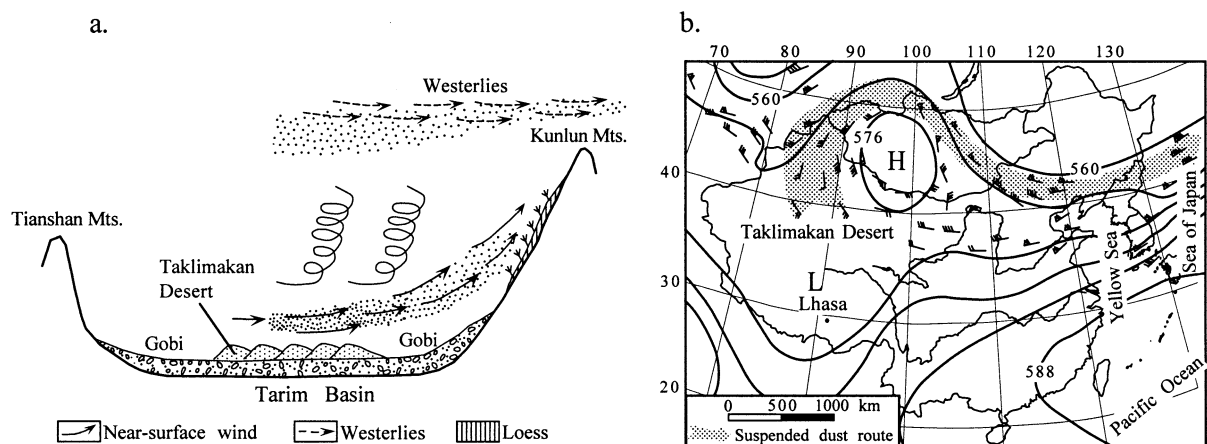 a.
Westerlies
Kunlun Mts.
Tianshan Mts.
Taklimakan
Desert
Gobi
Gobi
Tarim Basin
Near-surface wind
Westerlies
Loess
b.
70 80 90 100 110 120 130
560
576
H
560
40
Taklimakan Desert
Sea of Japan
Yellow Sea
30
L
Lhasa
588
20
Pacific Ocean
0 500 1000 km
Suspended dust route